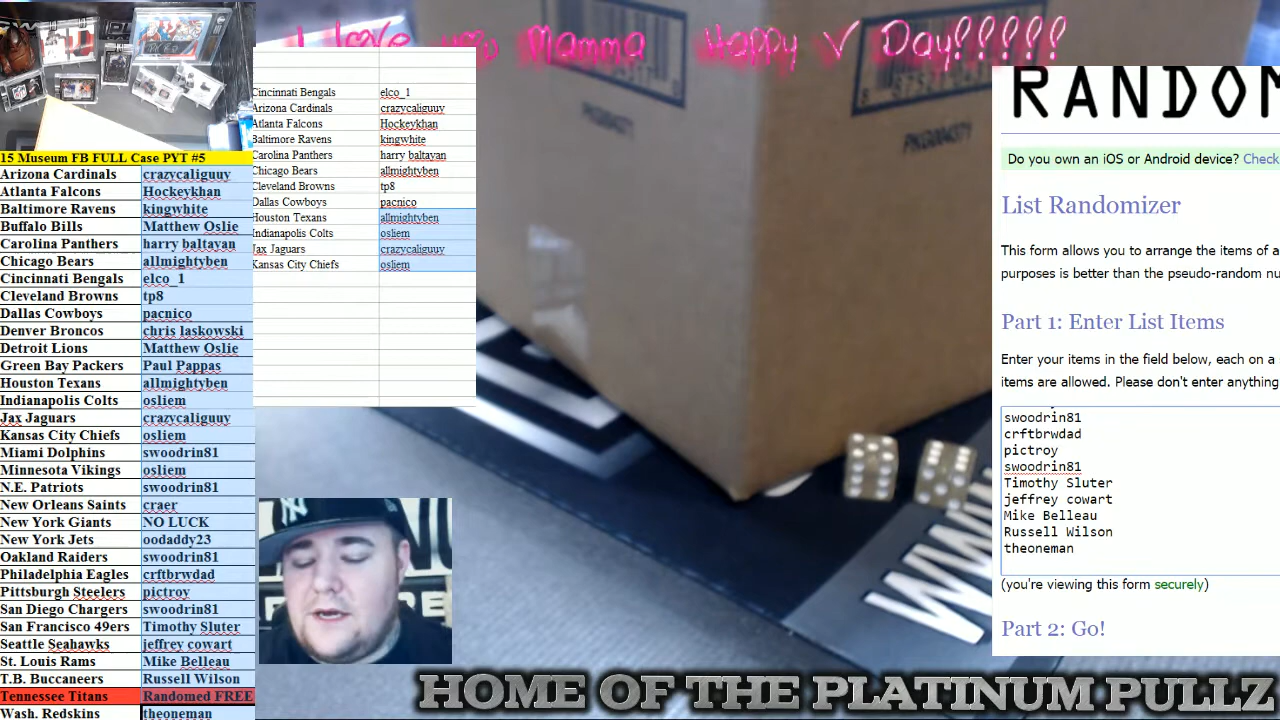 I love you Mamma Happy V Day!!!!!
15 Museum FB FULL Case PYT #5
Arizona Cardinals crazycaliguuy
Atlanta Falcons Hockeykhan
Baltimore Ravens kingwhite
Buffalo Bills Matthew Oslie
Carolina Panthers harry baltayan
Chicago Bears allmightyben
Cincinnati Bengals elco_1
Cleveland Browns tp8
Dallas Cowboys pacnico
Denver Broncos chris laskowski
Detroit Lions Matthew Oslie
Green Bay Packers Paul Pappas
Houston Texans allmightyben
Indianapolis Colts osliem
Jax Jaguars crazycaliguuy
Kansas City Chiefs osliem
Miami Dolphins swoodrin81
Minnesota Vikings osliem
N.E. Patriots swoodrin81
New Orleans Saints craer
New York Giants NO LUCK
New York Jets oodaddy23
Oakland Raiders swoodrin81
Philadelphia Eagles crftbrwdad
Pittsburgh Steelers pictroy
San Diego Chargers swoodrin81
San Francisco 49ers Timothy Sluter
Seattle Seahawks jeffrey cowart
St. Louis Rams Mike Belleau
T.B. Buccaneers Russell Wilson
Tennessee Titans Randomed FREE
Wash. Redskins theoneman
Cincinnati Bengals elco_1
Arizona Cardinals crazycaliguuy
Atlanta Falcons Hockeykhan
Baltimore Ravens kingwhite
Carolina Panthers harry baltayan
Chicago Bears allmightyben
Cleveland Browns tp8
Dallas Cowboys pacnico
Houston Texans allmightyben
Indianapolis Colts osliem
Jax Jaguars crazycaliguuy
Kansas City Chiefs osliem
RANDOM
Do you own an iOS or Android device? Check
List Randomizer
This form allows you to arrange the items of a
purposes is better than the pseudo-random nu
Part 1: Enter List Items
Enter your items in the field below, each on a
items are allowed. Please don't enter anything
swoodrin81
crftbrwdad
pictroy
swoodrin81
Timothy Sluter
jeffrey cowart
Mike Belleau
Russell Wilson
theoneman
(you're viewing this form securely)
Part 2: Go!
WWW
HOME OF THE PLATINUM PULLZ